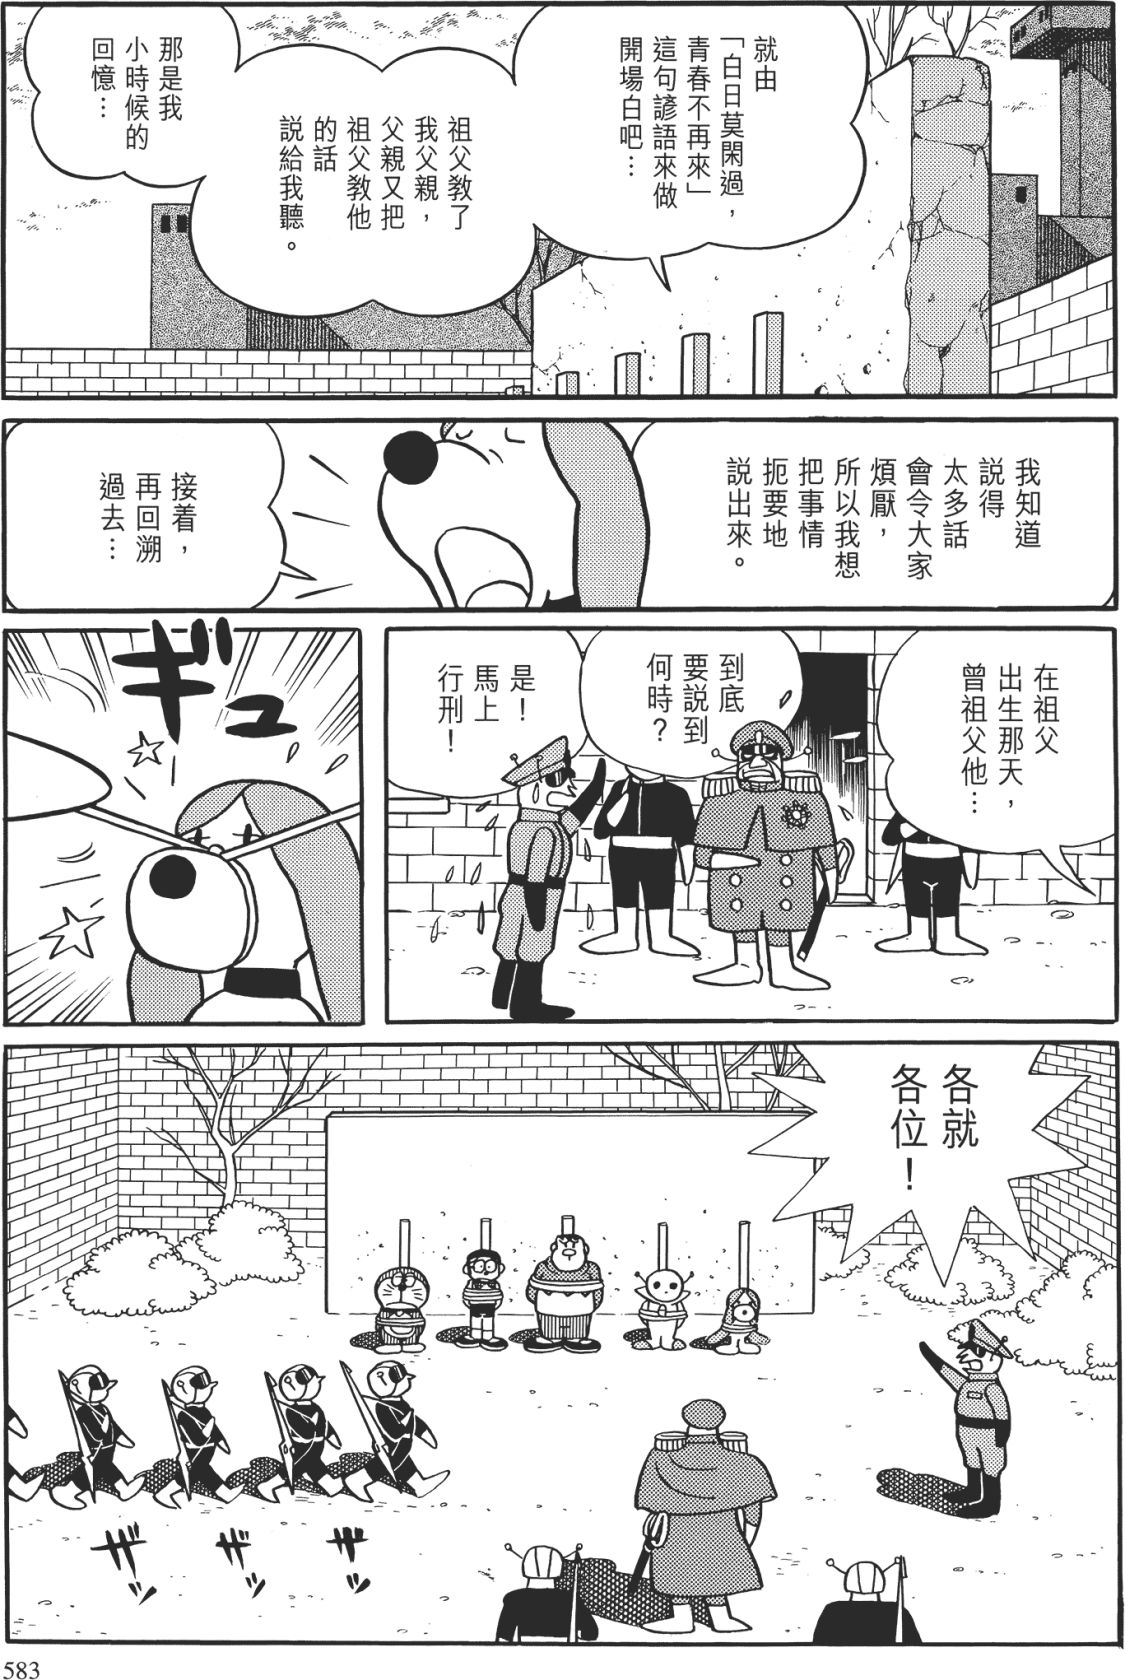 就由
「白日莫閑過，
青春不再來」
這句諺語來做
開場白吧…
祖父教了
我父親，
父親又把
祖父教他
的話
説給我聽。
那是我
小時候的
回憶…
我知道
説得
太多話
會令大家
煩厭，
所以我想
把事情
扼要地
説出來。
接着，
再回溯
過去…
在祖父
出生那天，
曾祖父他…
到底
要説到
何時？
是！
馬上
行刑！
ギュ
各就
各位！
ザッ
ザッ
ザッ
583